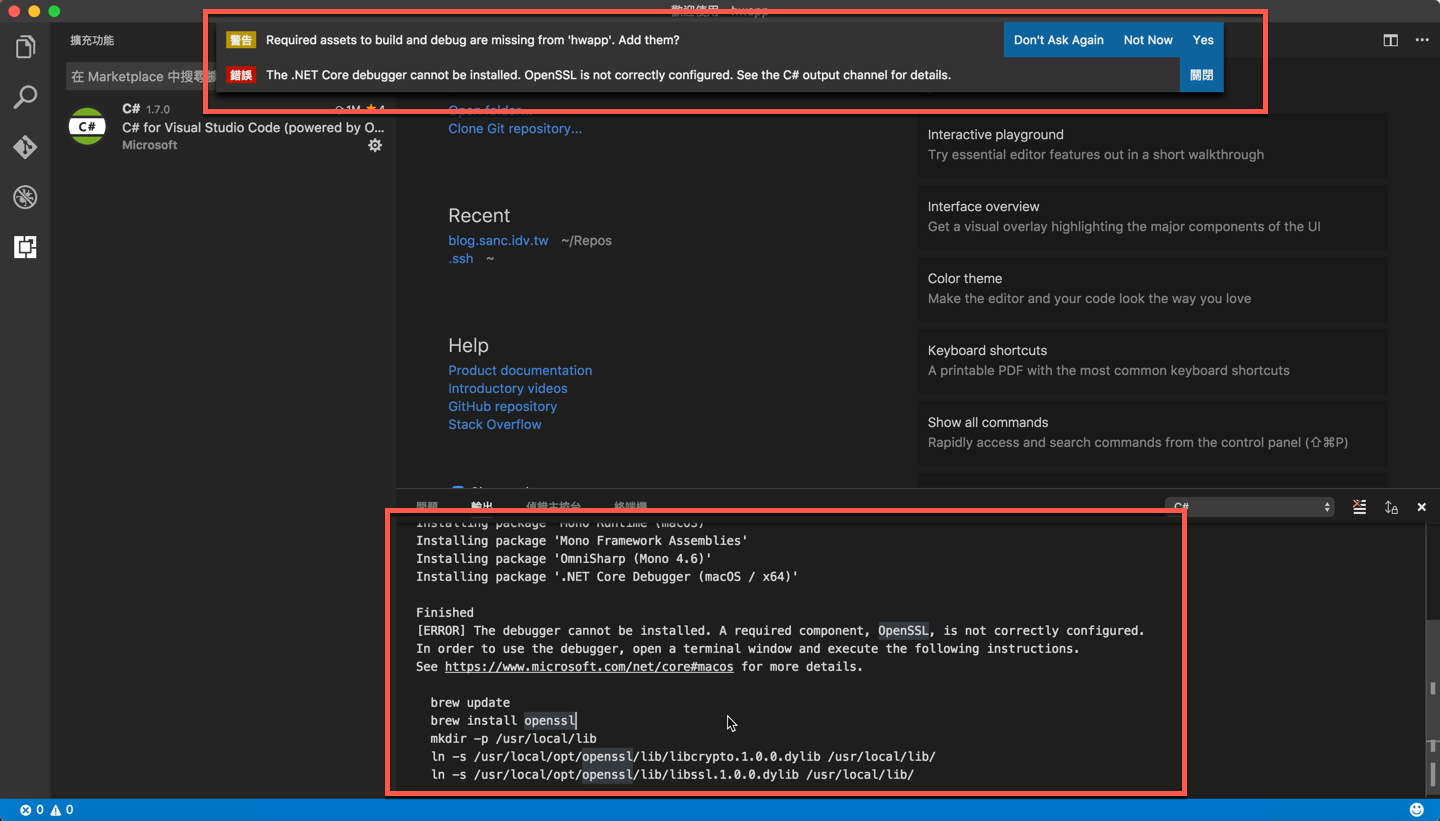 歡迎使用 — hwapp
擴充功能
警告 Required assets to build and debug are missing from 'hwapp'. Add them? Don't Ask Again Not Now Yes
錯誤 The .NET Core debugger cannot be installed. OpenSSL is not correctly configured. See the C# output channel for details. 關閉
在 Marketplace 中搜尋擴
C# 1.7.0 1M 4
C# for Visual Studio Code (powered by O...
Microsoft
C#
Open folder...
Clone Git repository...
Recent
blog.sanc.idv.tw ~/Repos
.ssh ~
Help
Product documentation
Introductory videos
GitHub repository
Stack Overflow
Interactive playground
Try essential editor features out in a short walkthrough
Interface overview
Get a visual overlay highlighting the major components of the UI
Color theme
Make the editor and your code look the way you love
Keyboard shortcuts
A printable PDF with the most common keyboard shortcuts
Show all commands
Rapidly access and search commands from the control panel (⇧⌘P)
問題 輸出 偵錯主控台 終端機 C#
Installing package 'Mono Runtime (macOS)'
Installing package 'Mono Framework Assemblies'
Installing package 'OmniSharp (Mono 4.6)'
Installing package '.NET Core Debugger (macOS / x64)'
Finished
[ERROR] The debugger cannot be installed. A required component, OpenSSL, is not correctly configured.
In order to use the debugger, open a terminal window and execute the following instructions.
See https://www.microsoft.com/net/core#macos for more details.
brew update
brew install openssl
mkdir -p /usr/local/lib
ln -s /usr/local/opt/openssl/lib/libcrypto.1.0.0.dylib /usr/local/lib/
ln -s /usr/local/opt/openssl/lib/libssl.1.0.0.dylib /usr/local/lib/
0 0